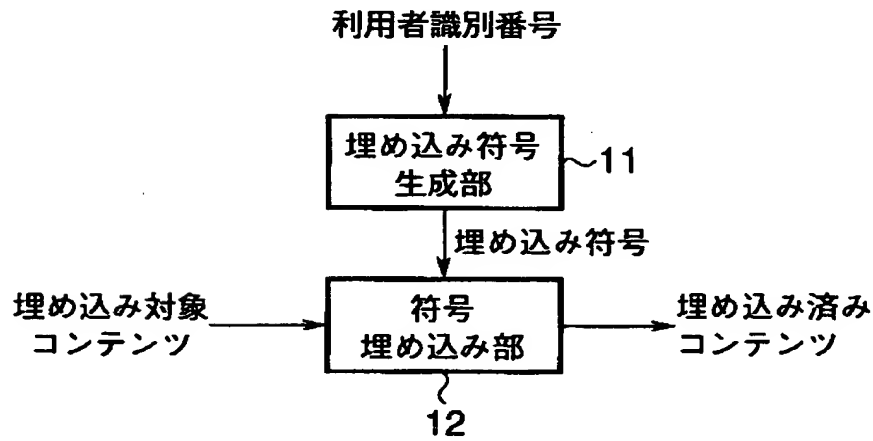 利用者識別番号
埋め込み符号
生成部
11
埋め込み符号
埋め込み対象
コンテンツ
符号
埋め込み部
埋め込み済み
コンテンツ
12